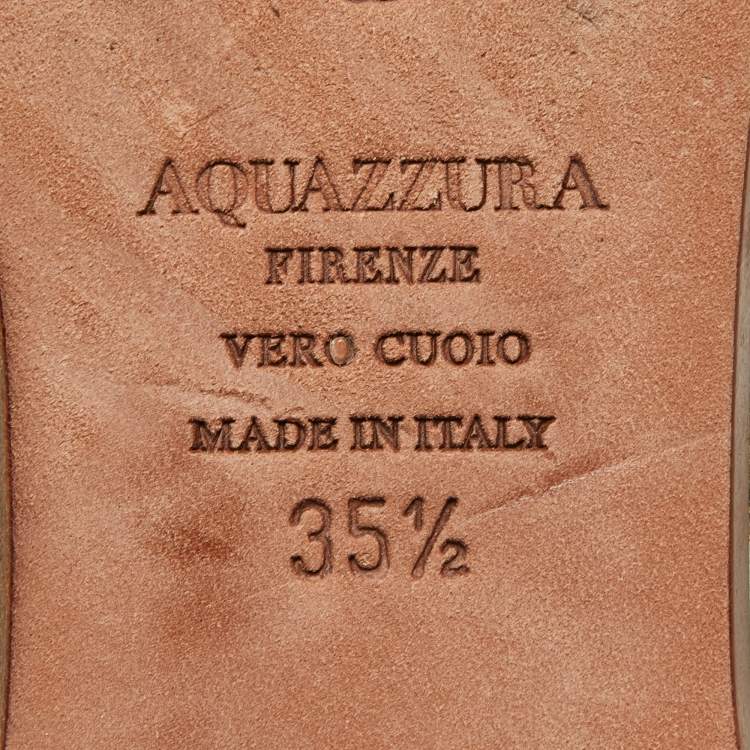 AQUAZZURA
FIRENZE
VERO CUOIO
MADE IN ITALY
35½